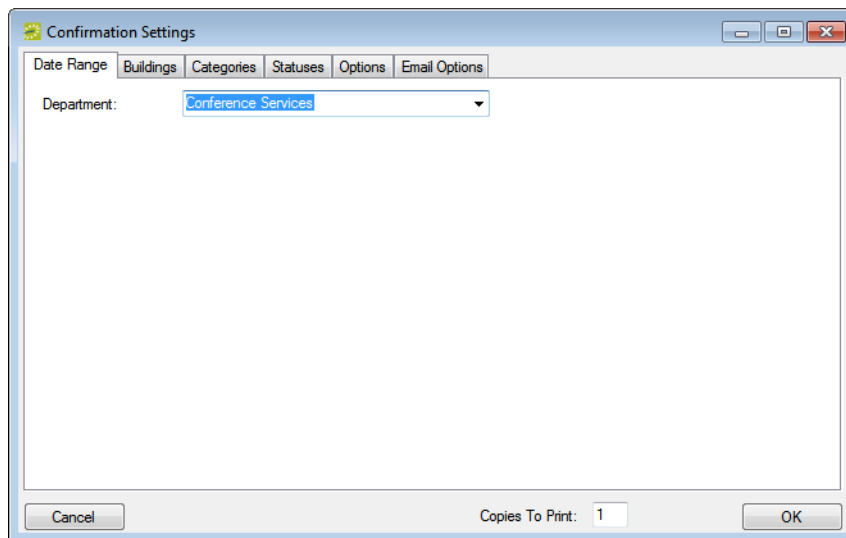 Confirmation Settings
Date Range Buildings Categories Statuses Options Email Options
Department: Conference Services
Cancel Copies To Print: 1 OK